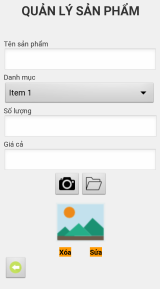 QUẢN LÝ SẢN PHẨM
Tên sản phẩm
Danh mục
Item 1
Số lượng
Giá cả
Xóa Sửa